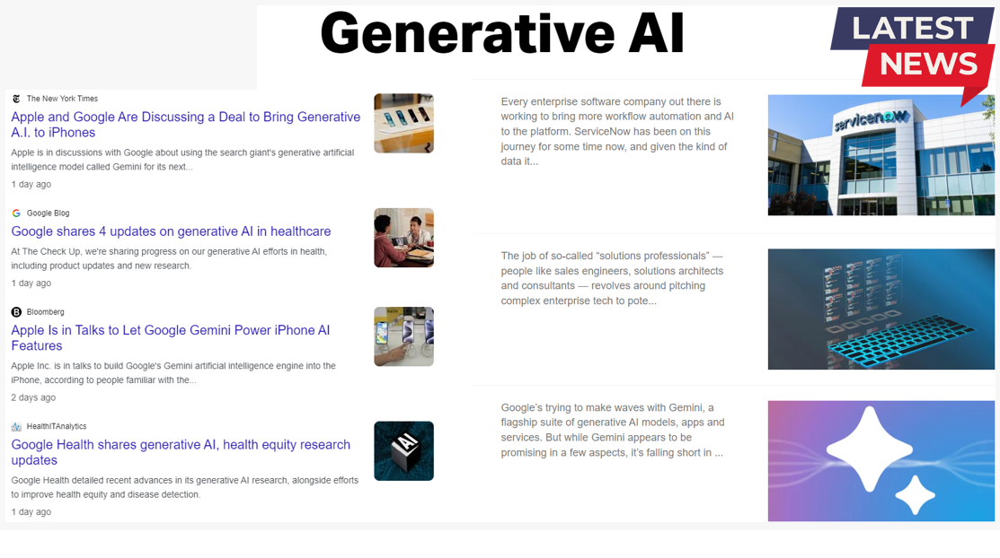 Generative AI
LATEST
NEWS
The New York Times
Apple and Google Are Discussing a Deal to Bring Generative
A.I. to iPhones
Apple is in discussions with Google about using the search giant's generative artificial
intelligence model called Gemini for its next...
1 day ago
Google Blog
Google shares 4 updates on generative AI in healthcare
At The Check Up, we're sharing progress on our generative AI efforts in health,
including product updates and new research.
1 day ago
Bloomberg
Apple Is in Talks to Let Google Gemini Power iPhone AI
Features
Apple Inc. is in talks to build Google's Gemini artificial intelligence engine into the
iPhone, according to people familiar with the...
2 days ago
HealthITAnalytics
Google Health shares generative AI, health equity research
updates
Google Health detailed recent advances in its generative AI research, alongside efforts
to improve health equity and disease detection.
1 day ago
AI
Every enterprise software company out there is
working to bring more workflow automation and AI
to the platform. ServiceNow has been on this
journey for some time now, and given the kind of
data it...
servicenow
The job of so-called “solutions professionals” —
people like sales engineers, solutions architects
and consultants — revolves around pitching
complex enterprise tech to pote...
Google’s trying to make waves with Gemini, a
flagship suite of generative AI models, apps and
services. But while Gemini appears to be
promising in a few aspects, it’s falling short in ...